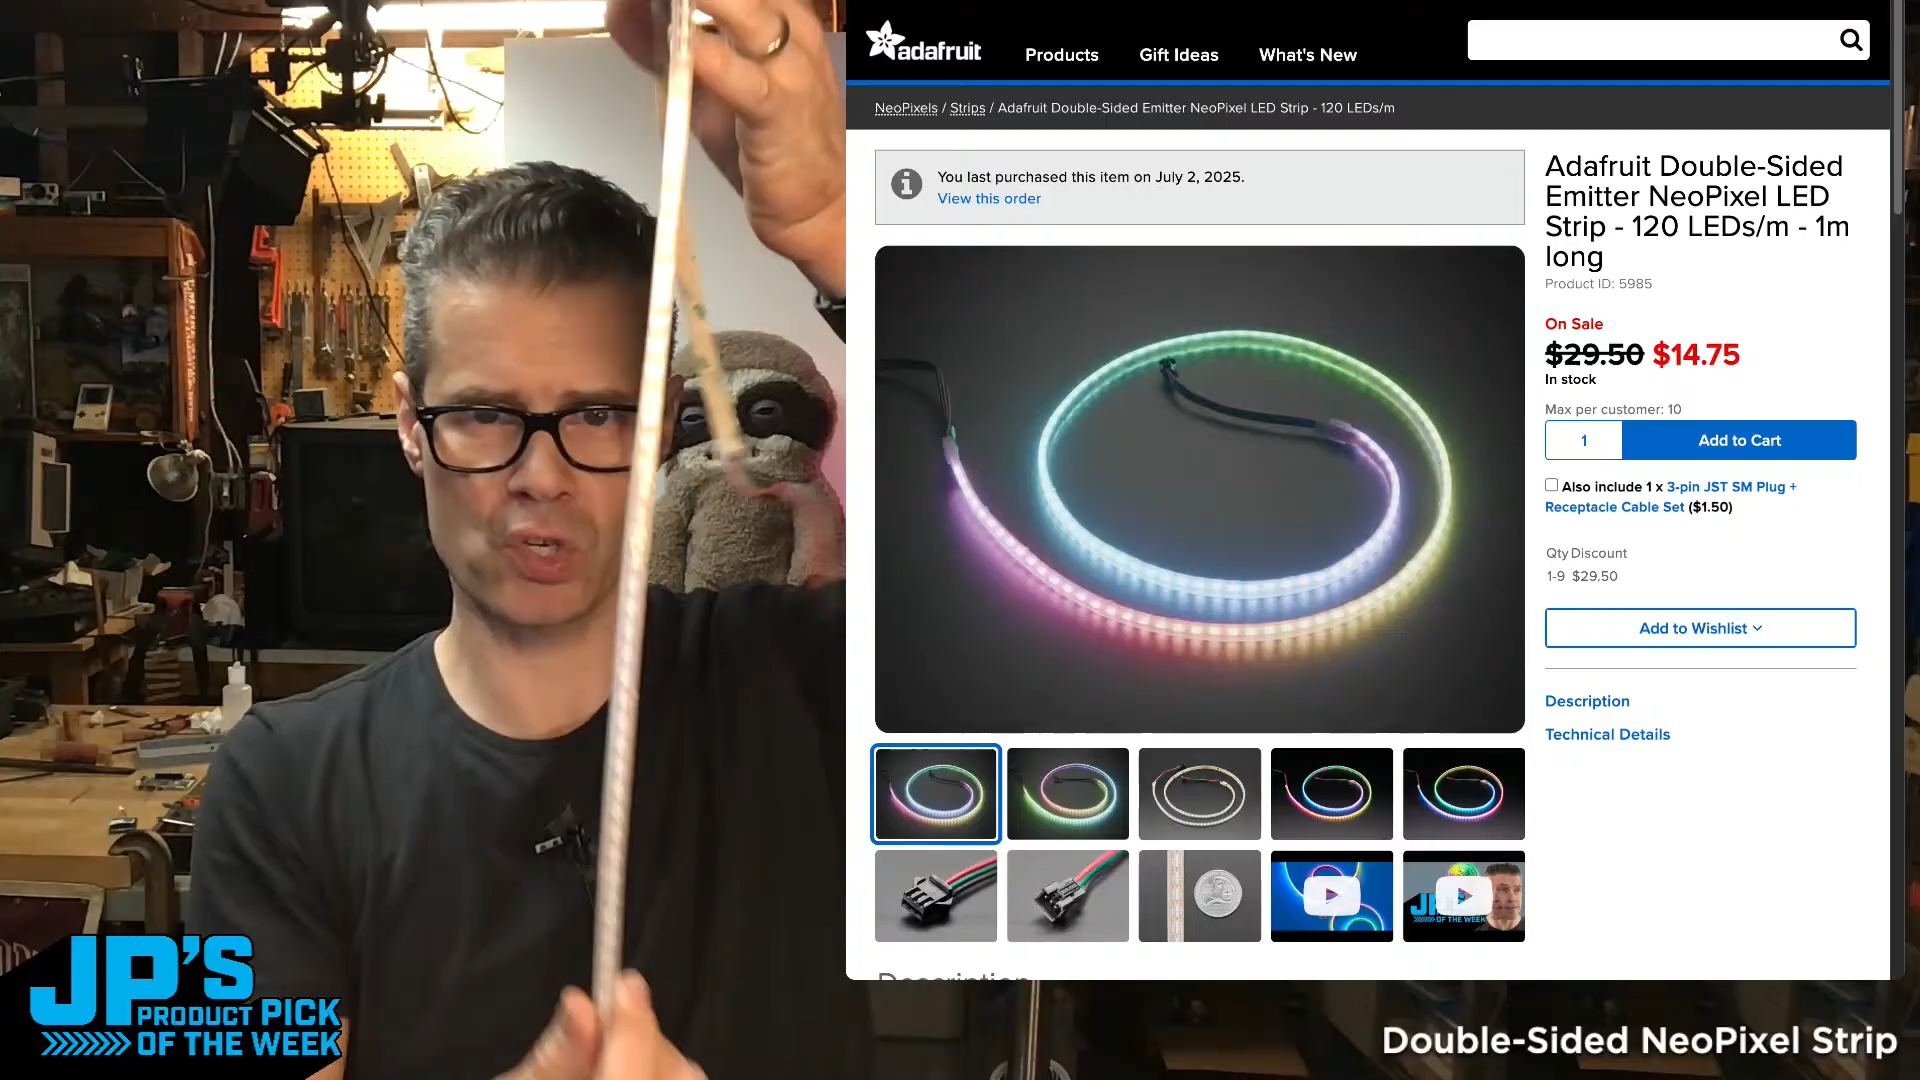 adafruit
Products
Gift Ideas
What's New
NeoPixels / Strips / Adafruit Double-Sided Emitter NeoPixel LED Strip - 120 LEDs/m
You last purchased this item on July 2, 2025.
View this order
Adafruit Double-Sided
Emitter NeoPixel LED
Strip - 120 LEDs/m - 1m
long
Product ID: 5985
On Sale
$29.50 $14.75
In stock
Max per customer: 10
1
Add to Cart
Also include 1 x 3-pin JST SM Plug +
Receptacle Cable Set ($1.50)
Qty Discount
1-9 $29.50
Add to Wishlist
Description
Technical Details
OF THE WEEK
Description
JP'S
PRODUCT PICK
OF THE WEEK
Double-Sided NeoPixel Strip